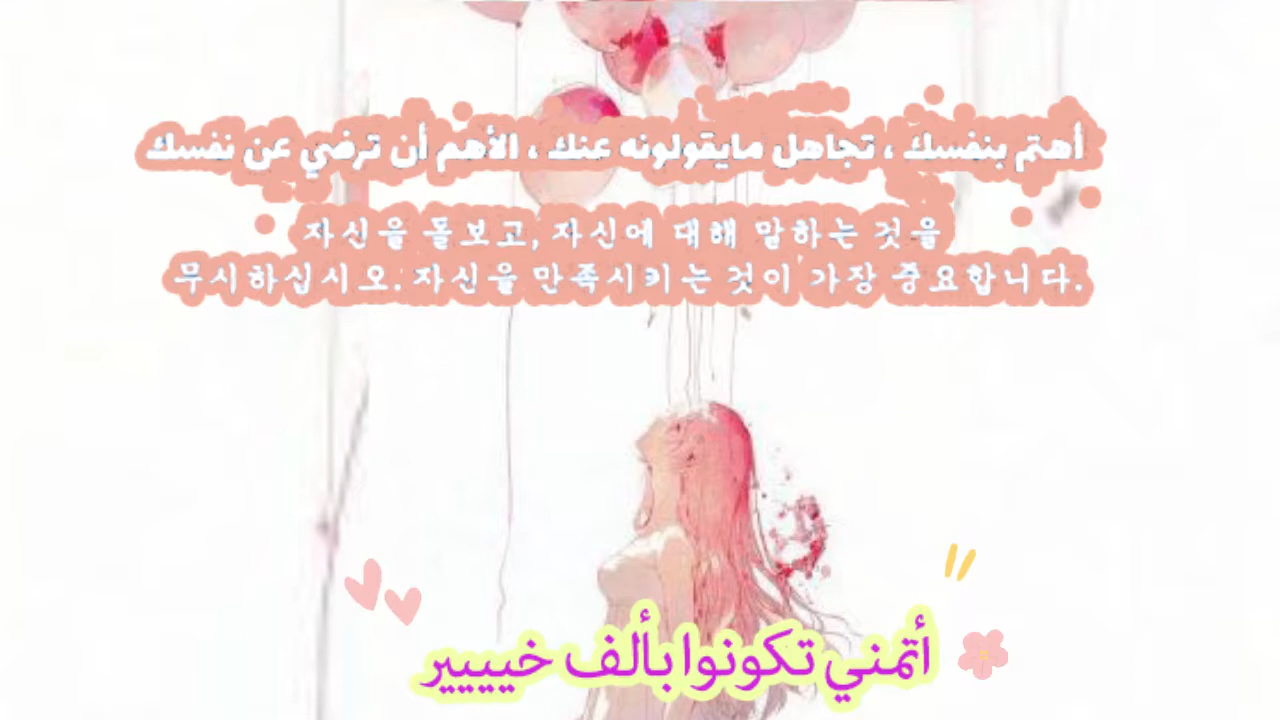 أهتم بنفسك ، تجاهل مايقولونه عنك ، الأهم أن ترضي عن نفسك
자신을 돌보고, 자신에 대해 말하는 것을
무시하십시오. 자신을 만족시키는 것이 가장 중요합니다.
أتمني تكونوا بألف خيييير